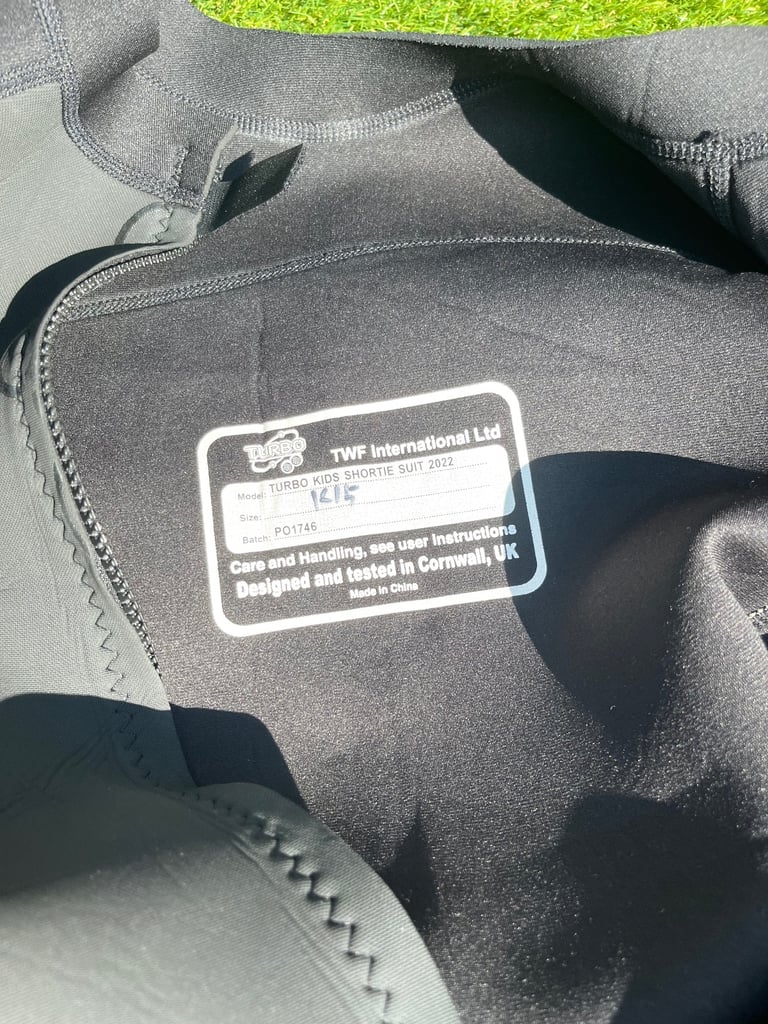 TURBO
TWF International Ltd
Model: TURBO KIDS SHORTIE SUIT 2022
Size: K15
Batch: PO1746
Care and Handling, see user Instructions
Designed and tested in Cornwall, UK
Made in China